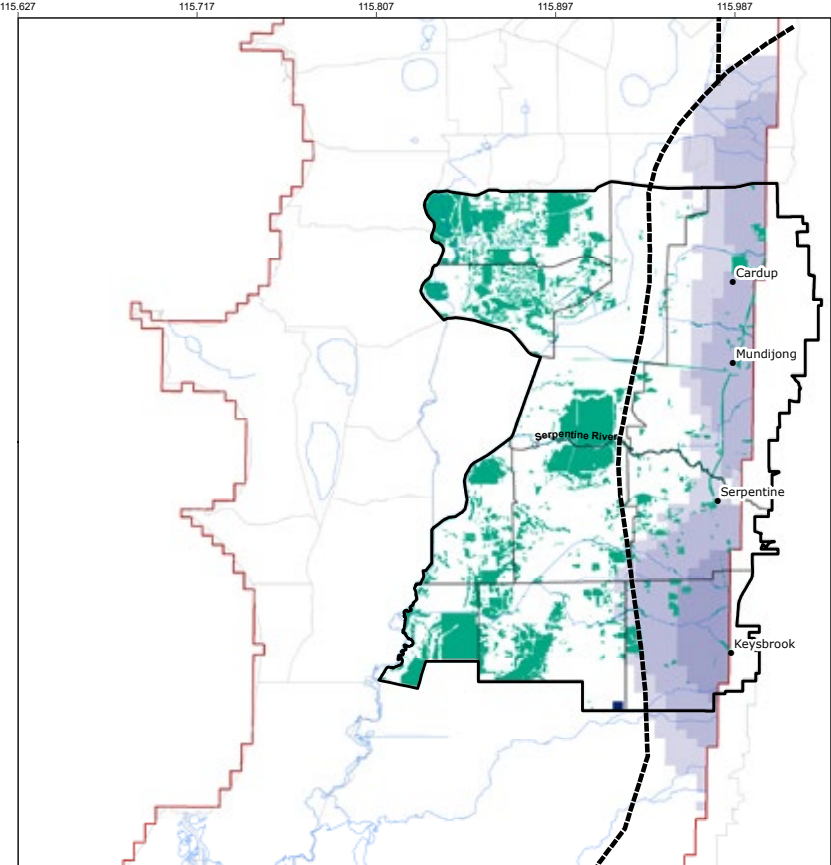 115.627 115.717 115.807 115.897 115.987
Cardup
Mundijong
Serpentine River
Serpentine
Keysbrook